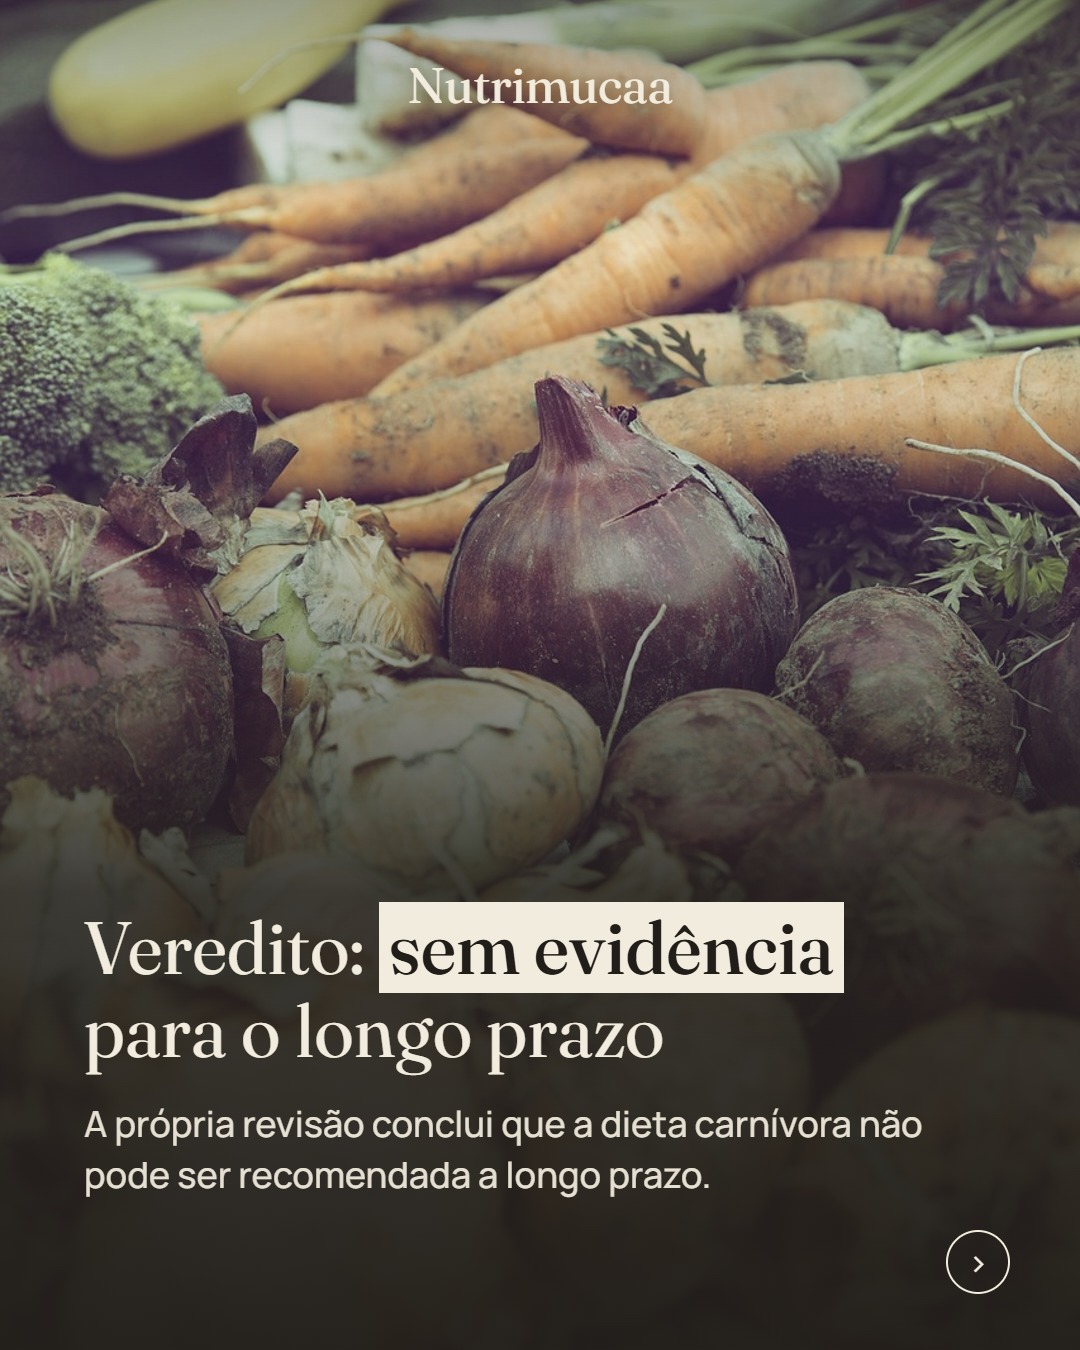 Nutrimucaa
Veredito: sem evidência
para o longo prazo
A própria revisão conclui que a dieta carnívora não
pode ser recomendada a longo prazo.